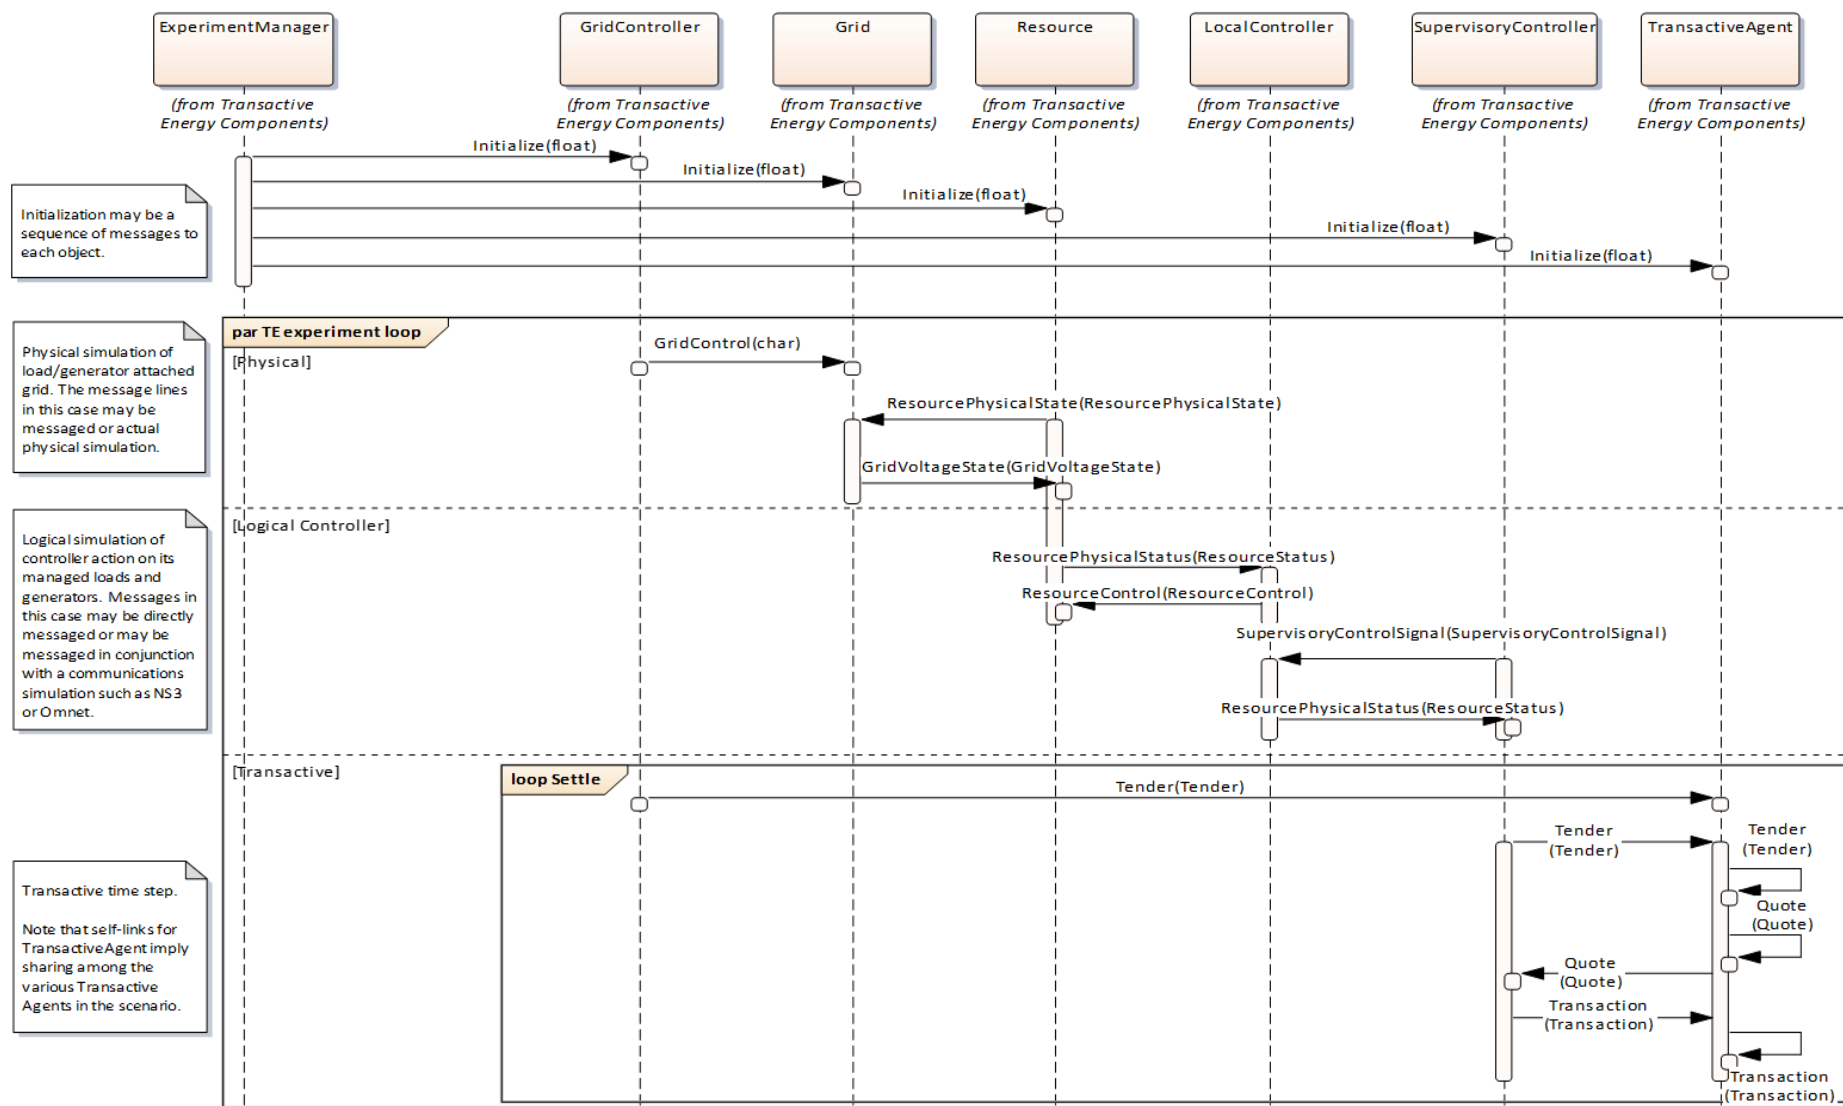 ExperimentManager
GridController
Grid
Resource
LocalController
SupervisoryController
TransactiveAgent
(from Transactive
Energy Components)
(from Transactive
Energy Components)
(from Transactive
Energy Components)
(from Transactive
Energy Components)
(from Transactive
Energy Components)
(from Transactive
Energy Components)
(from Transactive
Energy Components)
Initialize(float)
Initialize(float)
Initialize(float)
Initialize(float)
Initialize(float)
Initialization may be a
sequence of messages to
each object.
par TE experiment loop
[Physical]
GridControl(char)
Physical simulation of
load/generator attached
grid. The message lines
in this case may be
messaged or actual
physical simulation.
ResourcePhysicalState(ResourcePhysicalState)
GridVoltageState(GridVoltageState)
[Logical Controller]
Logical simulation of
controller action on its
managed loads and
generators. Messages in
this case may be directly
messaged or may be
messaged in conjunction
with a communications
simulation such as NS3
or Omnet.
ResourcePhysicalStatus(ResourceStatus)
ResourceControl(ResourceControl)
SupervisoryControlSignal(SupervisoryControlSignal)
ResourcePhysicalStatus(ResourceStatus)
[Transactive]
loop Settle
Tender(Tender)
Tender
(Tender)
Tender
(Tender)
Quote
(Quote)
Quote
(Quote)
Transaction
(Transaction)
Transaction
(Transaction)
Transactive time step.
Note that self-links for
TransactiveAgent imply
sharing among the
various Transactive
Agents in the scenario.